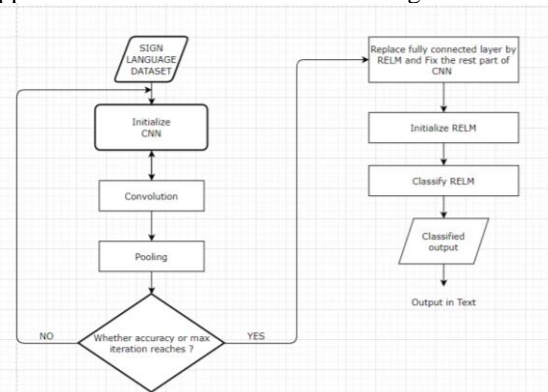 SIGN
LANGUAGE
DATASET
Initialize
CNN
Convolution
Pooling
Whether accuracy or max
iteration reaches ?
NO
YES
Replace fully connected layer by
RELM and Fix the rest part of
CNN
Initialize RELM
Classify RELM
Classified
output
Output in Text